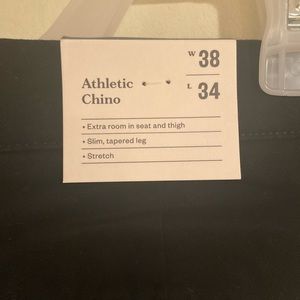 Athletic
Chino
W 38
L 34
• Extra room in seat and thigh
• Slim, tapered leg
• Stretch